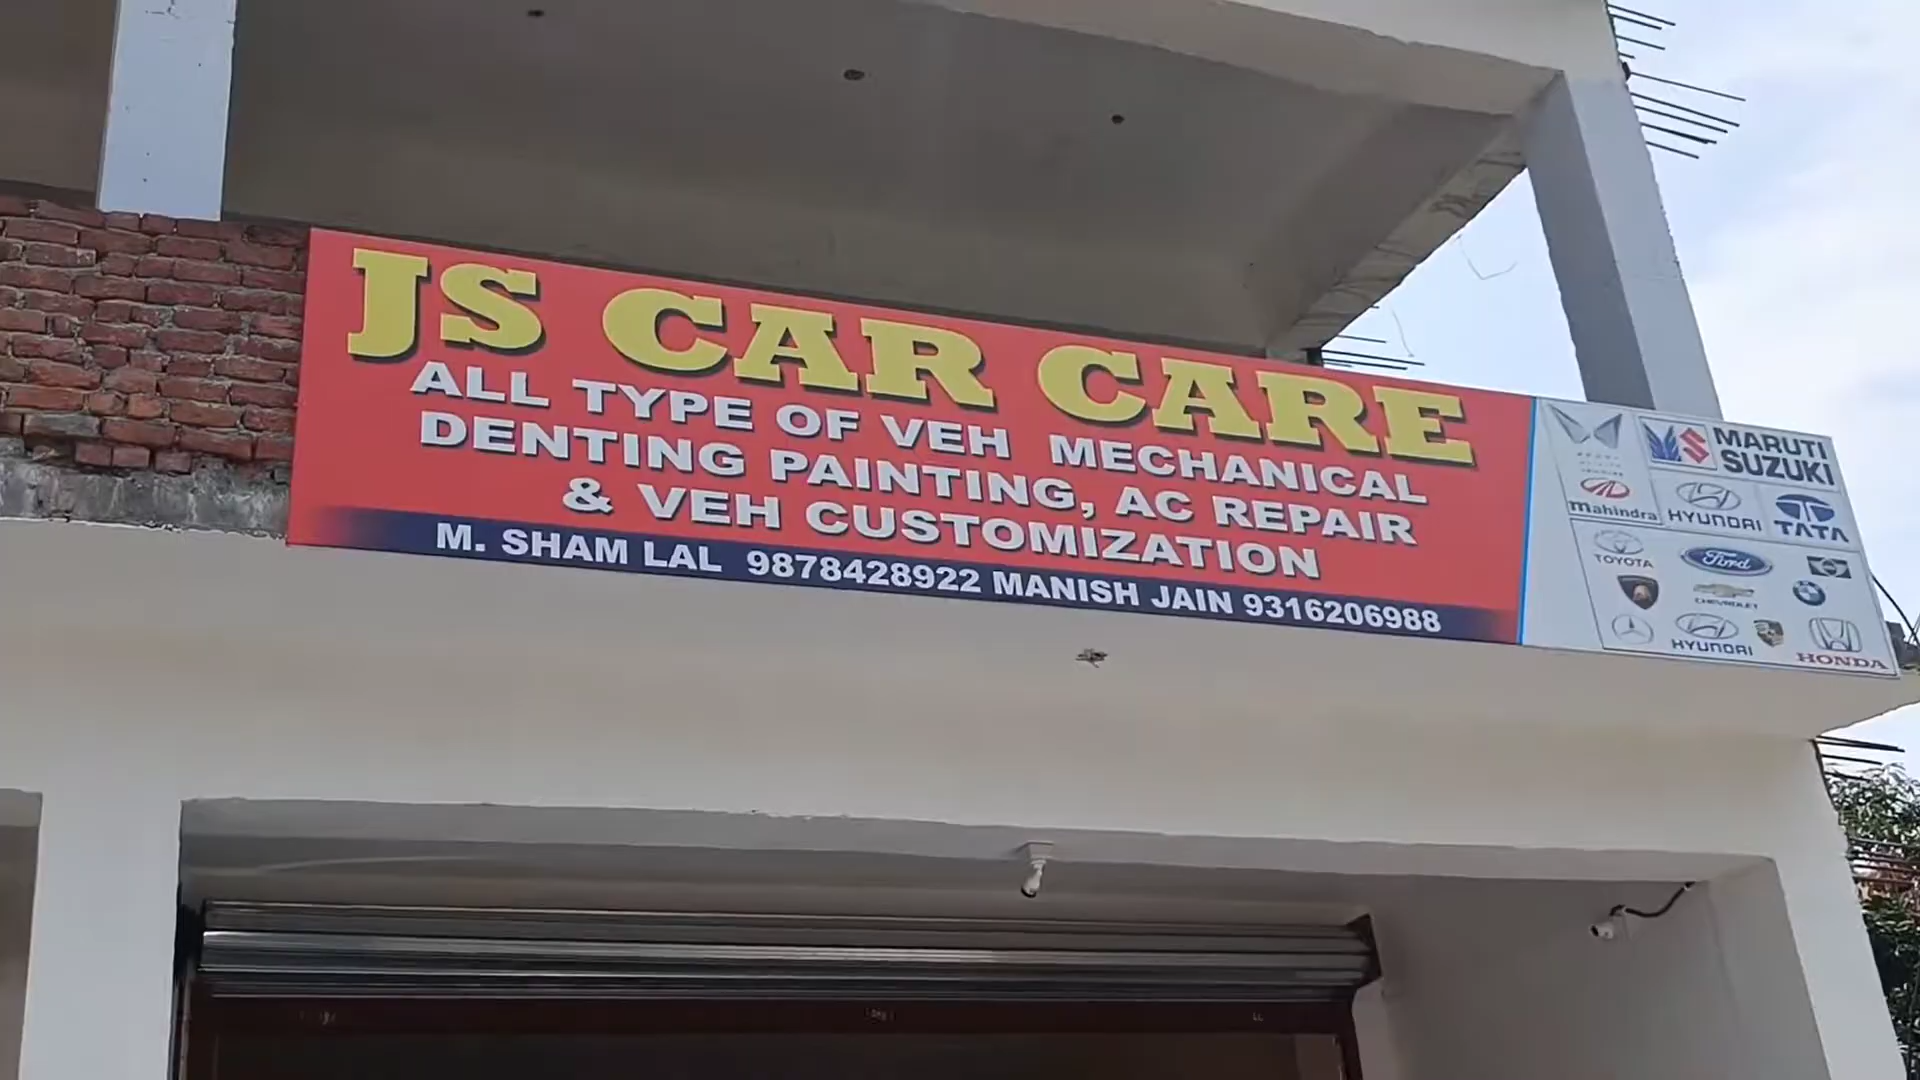 JS CAR CARE
ALL TYPE OF VEH MECHANICAL
DENTING PAINTING, AC REPAIR
& VEH CUSTOMIZATION
M. SHAM LAL 9878428922 MANISH JAIN 9316206988
MARUTI
SUZUKI
mahindra
HYUNDAI
TATA
TOYOTA
Ford
CHEVROLET
HYUNDAI
HONDA